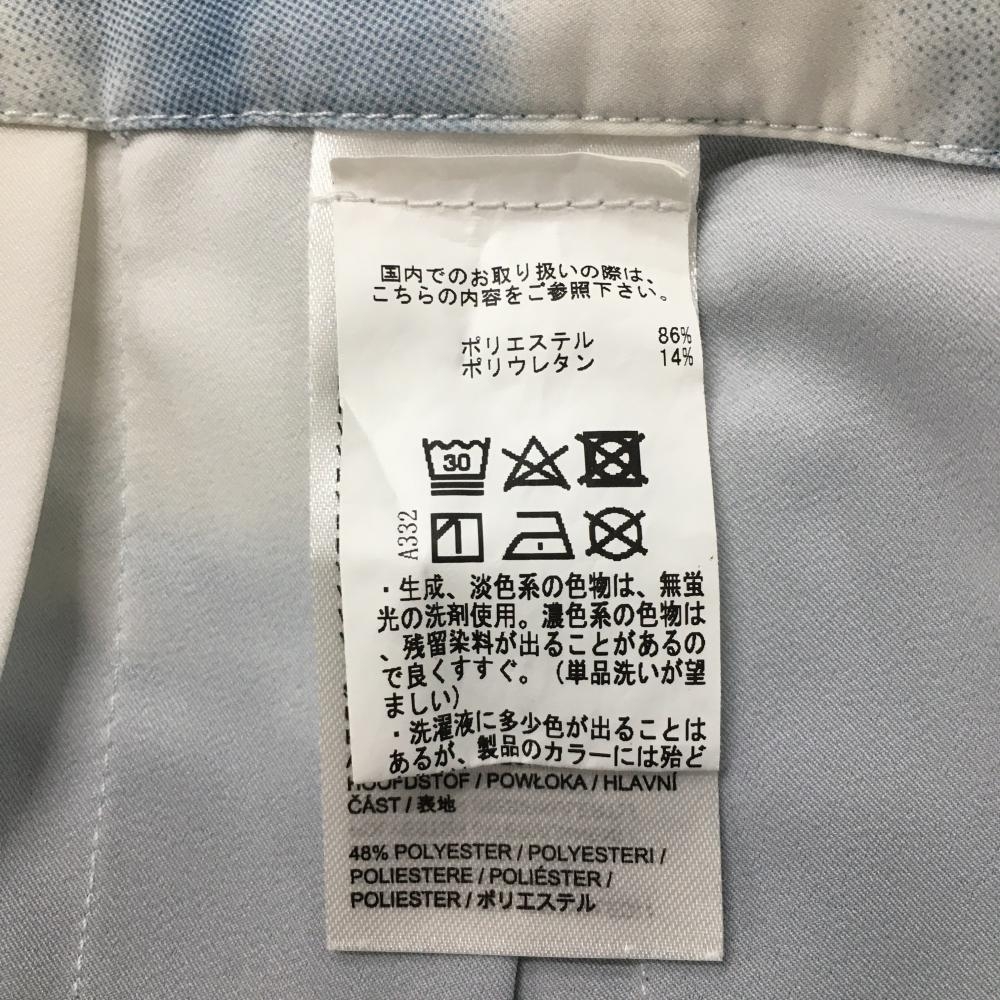 国内でのお取り扱いの際は、
こちらの内容をご参照下さい。
ポリエステル 86%
ポリウレタン 14%
30
A332
・生成、淡色系の色物は、無蛍
光の洗剤使用。濃色系の色物は
、残留染料が出ることがあるの
で良くすすぐ。（単品洗いが望
ましい）
・洗濯液に多少色が出ることは
あるが、製品のカラーには殆ど
HOOFDSTOF / POWŁOKA / HLAVNÍ
ČÁST / 表地
48% POLYESTER / POLYESTERI /
POLIESTERE / POLIÉSTER /
POLIESTER / ポリエステル